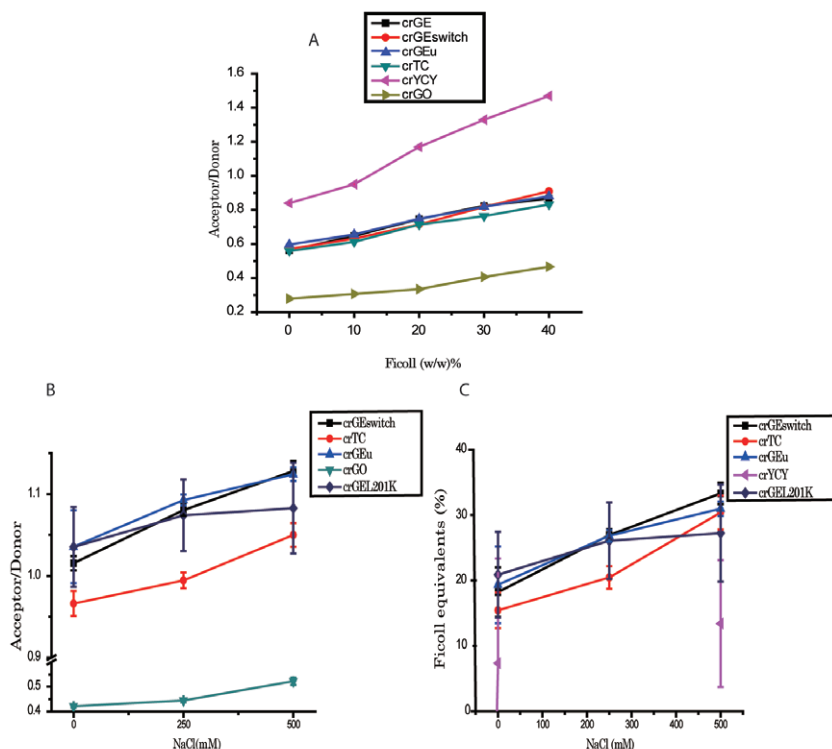 A
crGE
crGEswitch
crGEu
crTC
crYCY
crGO
1.6
1.4
1.2
1.0
0.8
0.6
0.4
0.2
Acceptor/Donor
0 10 20 30 40
Ficoll (w/w)%
B
crGEswitch
crTC
crGEu
crGO
crGEL201K
1.1
1.0
0.9
0.5
0.4
Acceptor/Donor
0 250 500
NaCl(mM)
C
crGEswitch
crTC
crGEu
crYCY
crGEL201K
40
30
20
10
0
Ficoll equivalents (%)
0 100 200 300 400 500
NaCl (mM)